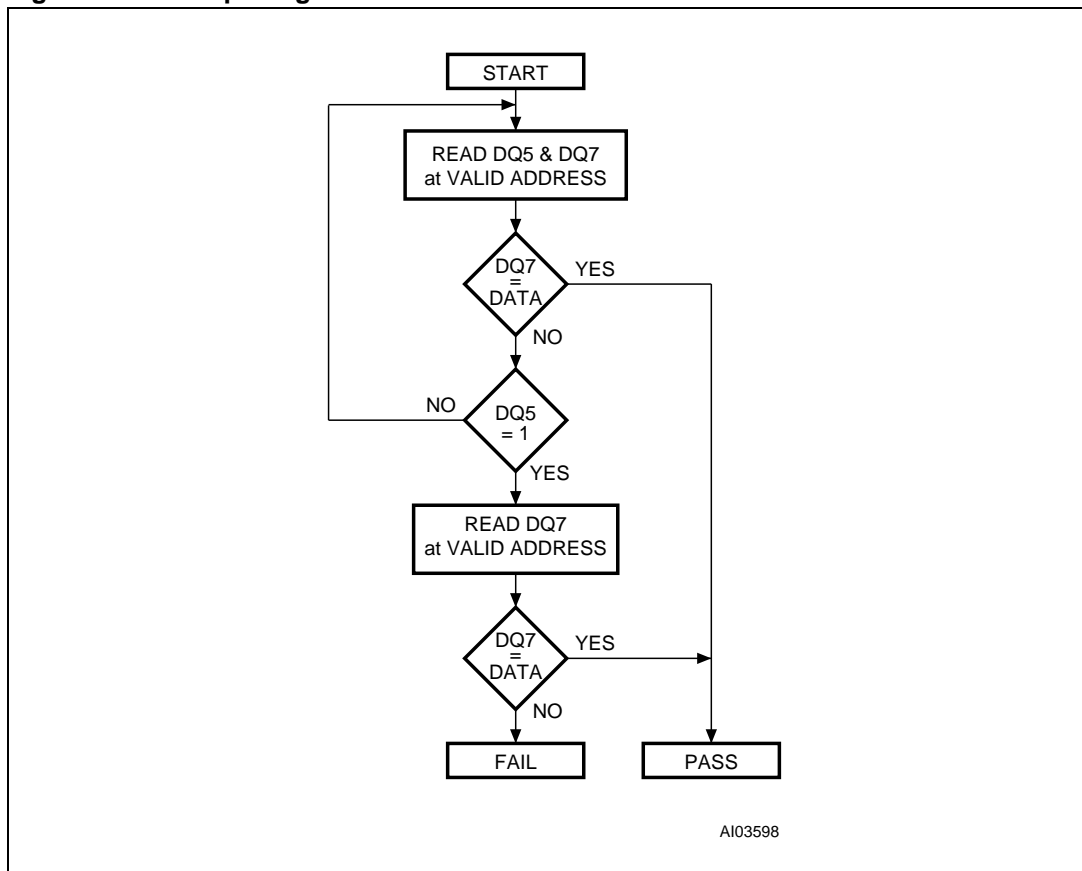 START
READ DQ5 & DQ7
at VALID ADDRESS
DQ7
=
DATA
YES
NO
NO
DQ5
= 1
YES
READ DQ7
at VALID ADDRESS
DQ7
=
DATA
YES
NO
FAIL
PASS
AI03598